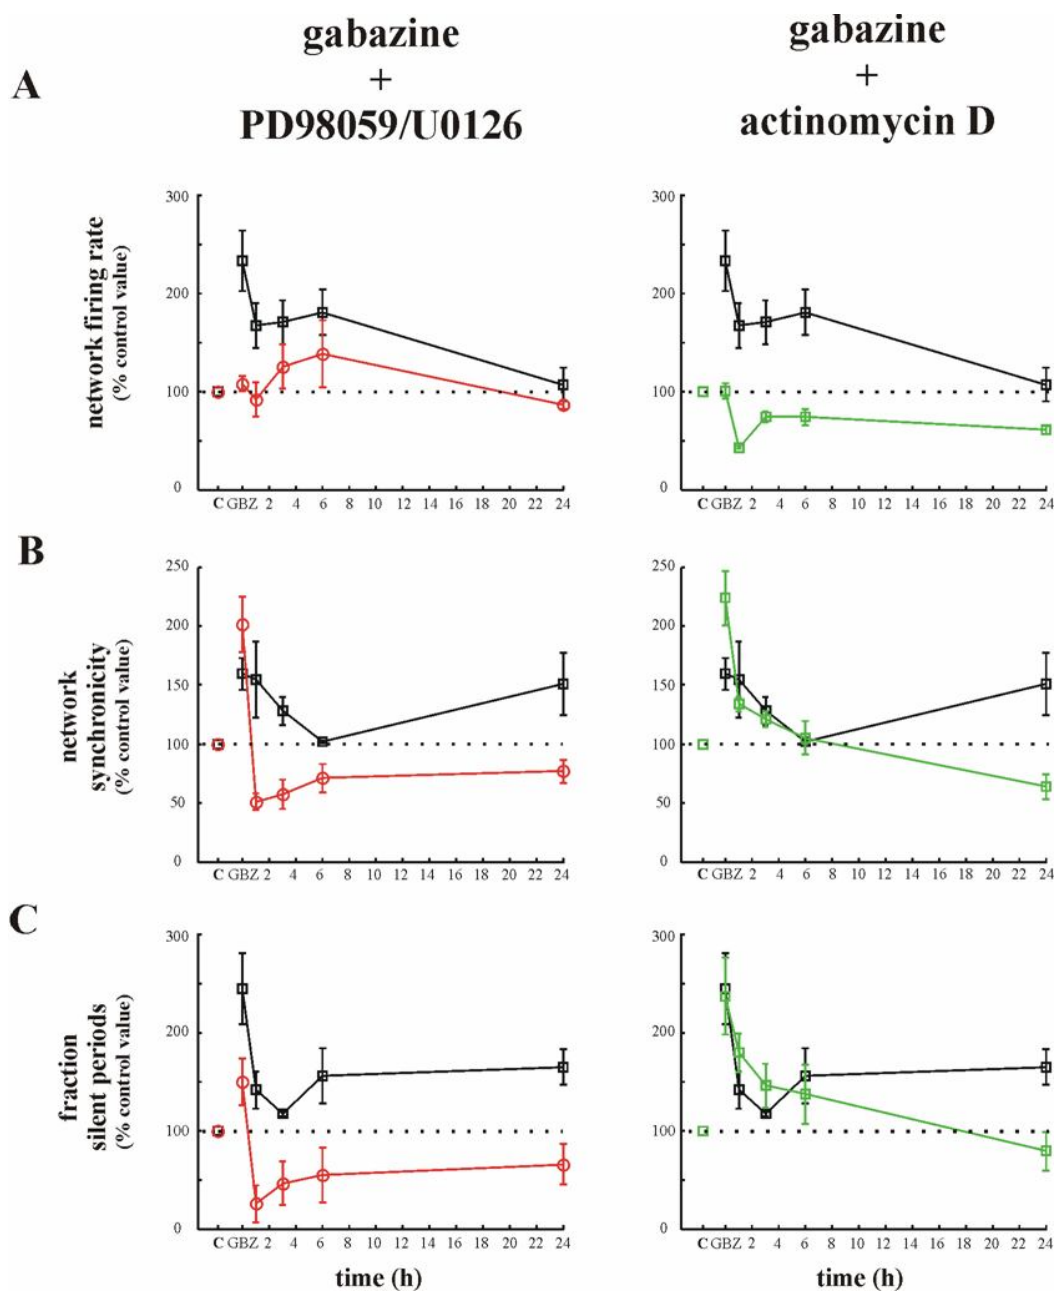 gabazine
+
PD98059/U0126
gabazine
+
actinomycin D
A
network firing rate
(% control value)
300
200
100
0
C GBZ 2 4 6 8 10 12 14 16 18 20 22 24
300
200
100
0
C GBZ 2 4 6 8 10 12 14 16 18 20 22 24
B
network
synchronicity
(% control value)
250
200
150
100
50
0
C GBZ 2 4 6 8 10 12 14 16 18 20 22 24
250
200
150
100
50
0
C GBZ 2 4 6 8 10 12 14 16 18 20 22 24
C
fraction
silent periods
(% control value)
300
200
100
0
C GBZ 2 4 6 8 10 12 14 16 18 20 22 24
time (h)
300
200
100
0
C GBZ 2 4 6 8 10 12 14 16 18 20 22 24
time (h)